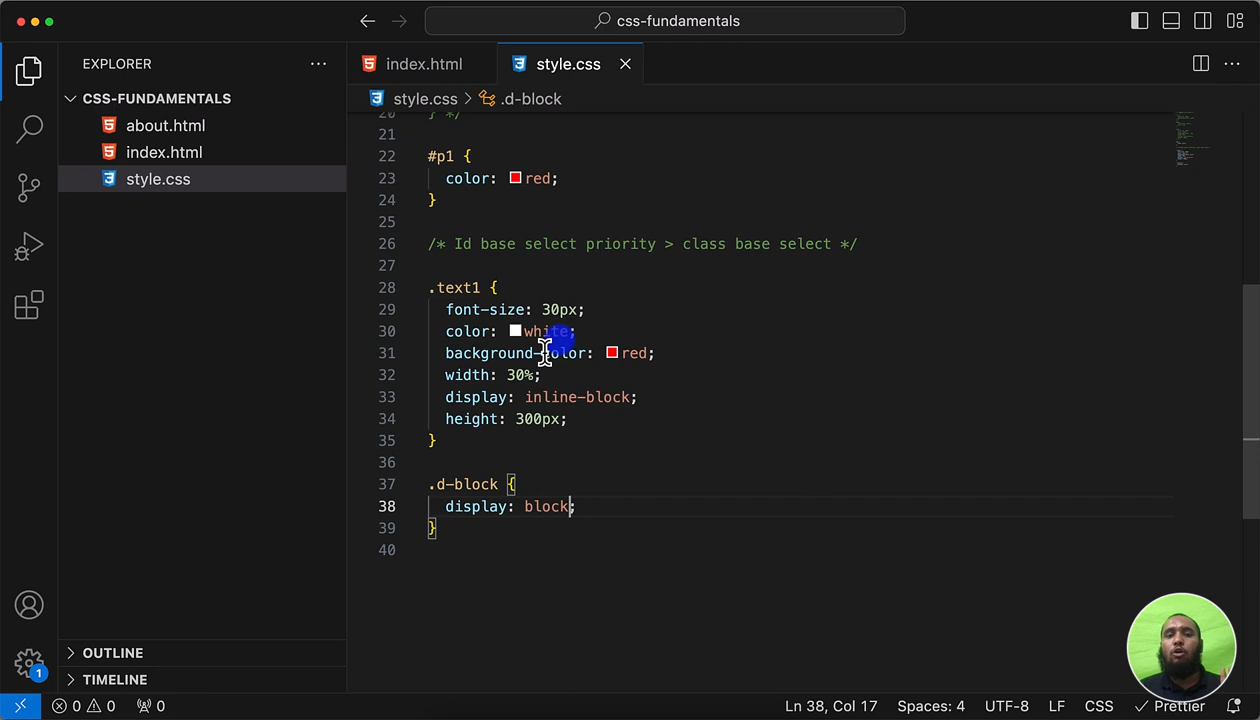 css-fundamentals
EXPLORER
index.html
style.css
CSS-FUNDAMENTALS
style.css > .d-block
about.html
index.html
style.css
20 } */
21
22 #p1 {
23 color: red;
24 }
25
26 /* Id base select priority > class base select */
27
28 .text1 {
29 font-size: 30px;
30 color: white;
31 background-color: red;
32 width: 30%;
33 display: inline-block;
34 height: 300px;
35 }
36
37 .d-block {
38 display: block;
39 }
40
OUTLINE
TIMELINE
1
0 0 0
Ln 38, Col 17
Spaces: 4
UTF-8
LF
CSS
Prettier